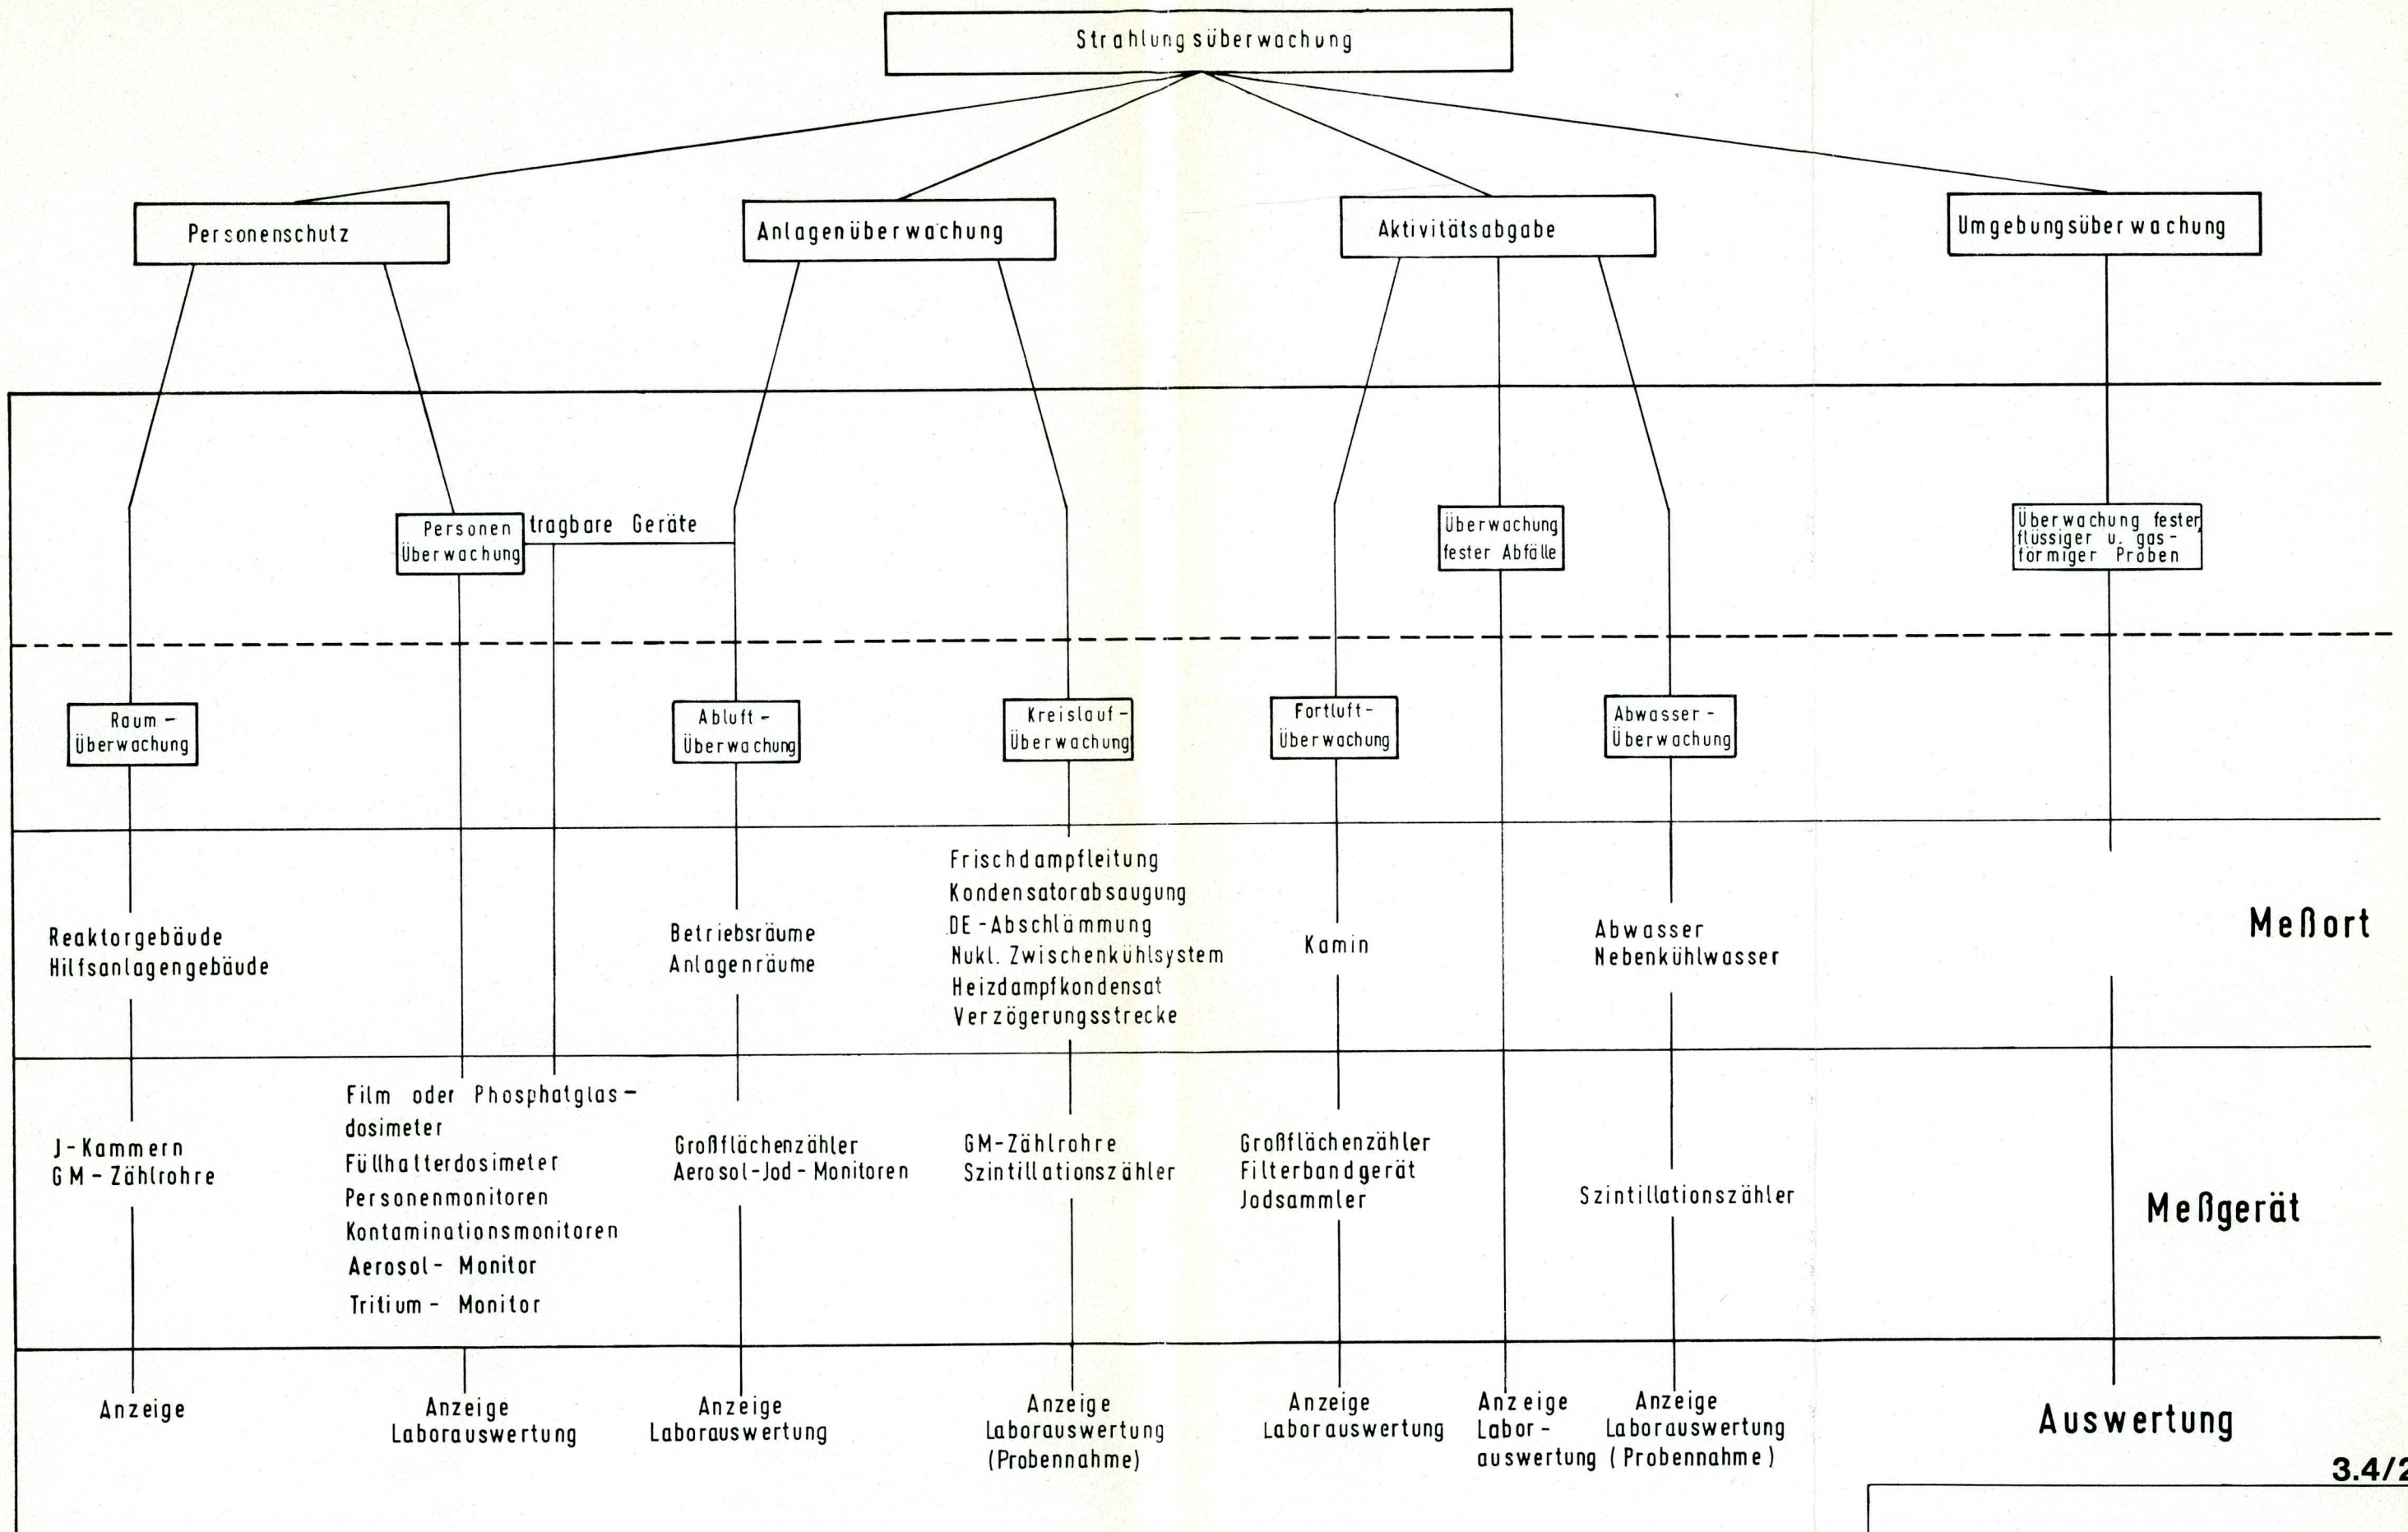 Strahlungsüberwachung
Personenschutz
Anlagenüberwachung
Aktivitätsabgabe
Umgebungsüberwachung
Personen
Überwachung
tragbare Geräte
Überwachung
fester Abfälle
Überwachung fester,
flüssiger u. gas-
förmiger Proben
Raum-
Überwachung
Abluft-
Überwachung
Kreislauf-
Überwachung
Fortluft-
Überwachung
Abwasser-
Überwachung
Reaktorgebäude
Hilfsanlagengebäude
Betriebsräume
Anlagenräume
Frischdampfleitung
Kondensatorabsaugung
DE-Abschlämmung
Nukl. Zwischenkühlsystem
Heizdampfkondensat
Verzögerungsstrecke
Kamin
Abwasser
Nebenkühlwasser
Meßort
J-Kammern
GM-Zählrohre
Film oder Phosphatglas-
dosimeter
Füllhalterdosimeter
Personenmonitoren
Kontaminationsmonitoren
Aerosol-Monitor
Tritium-Monitor
Großflächenzähler
Aerosol-Jod-Monitoren
GM-Zählrohre
Szintillationszähler
Großflächenzähler
Filterbandgerät
Jodsammler
Szintillationszähler
Meßgerät
Anzeige
Anzeige
Laborauswertung
Anzeige
Laborauswertung
Anzeige
Laborauswertung
(Probennahme)
Anzeige
Laborauswertung
Anzeige
Labor-
auswertung
Anzeige
Laborauswertung
(Probennahme)
Auswertung
3.4/2